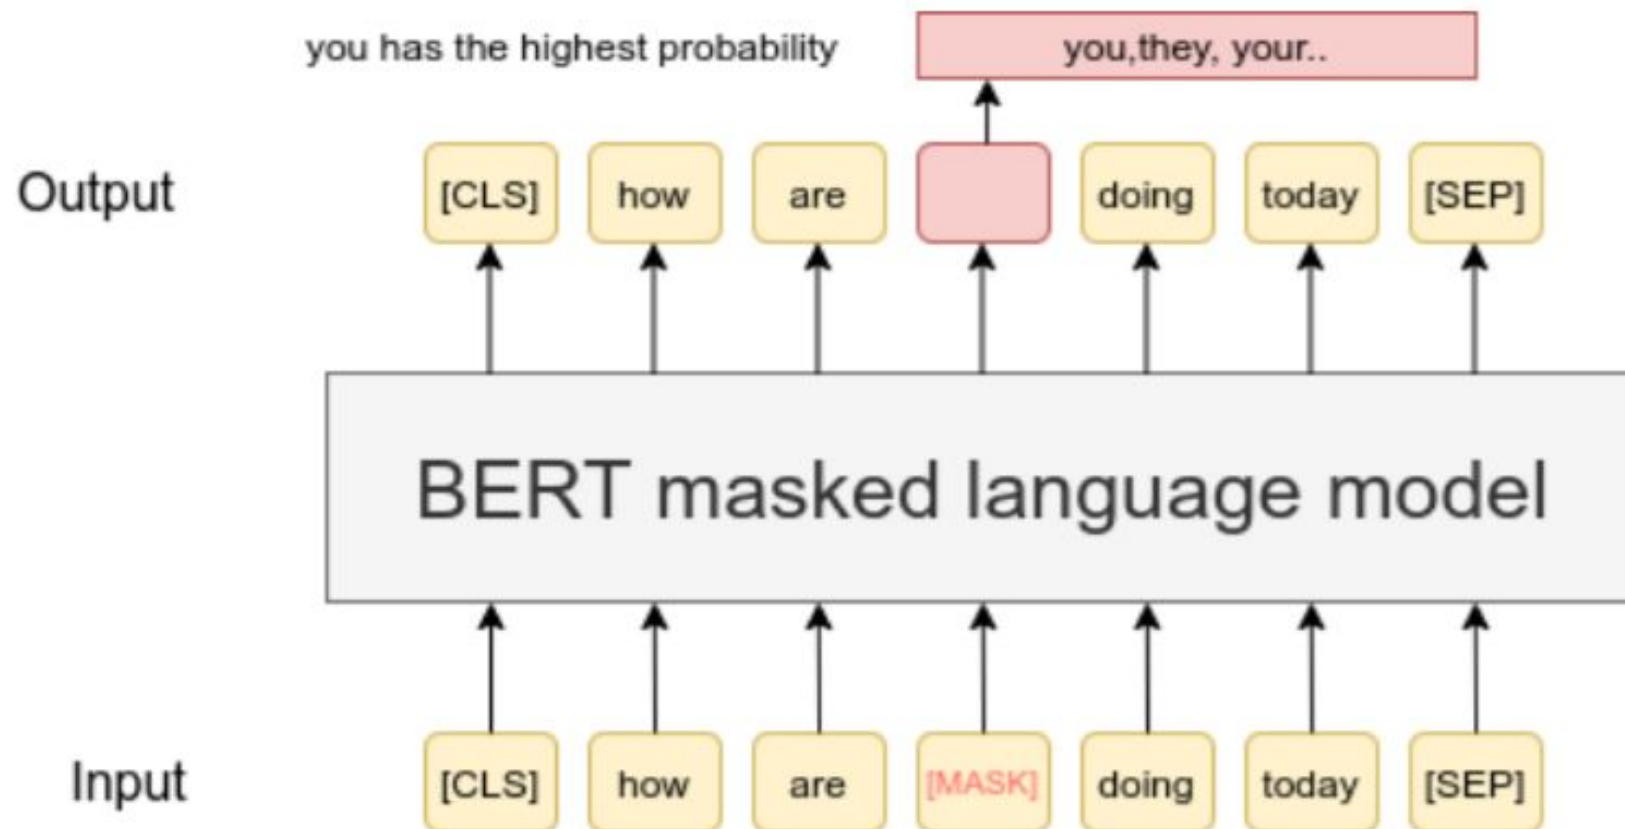 you has the highest probability
you,they, your..
Output
[CLS] how are doing today [SEP]
BERT masked language model
Input
[CLS] how are [MASK] doing today [SEP]